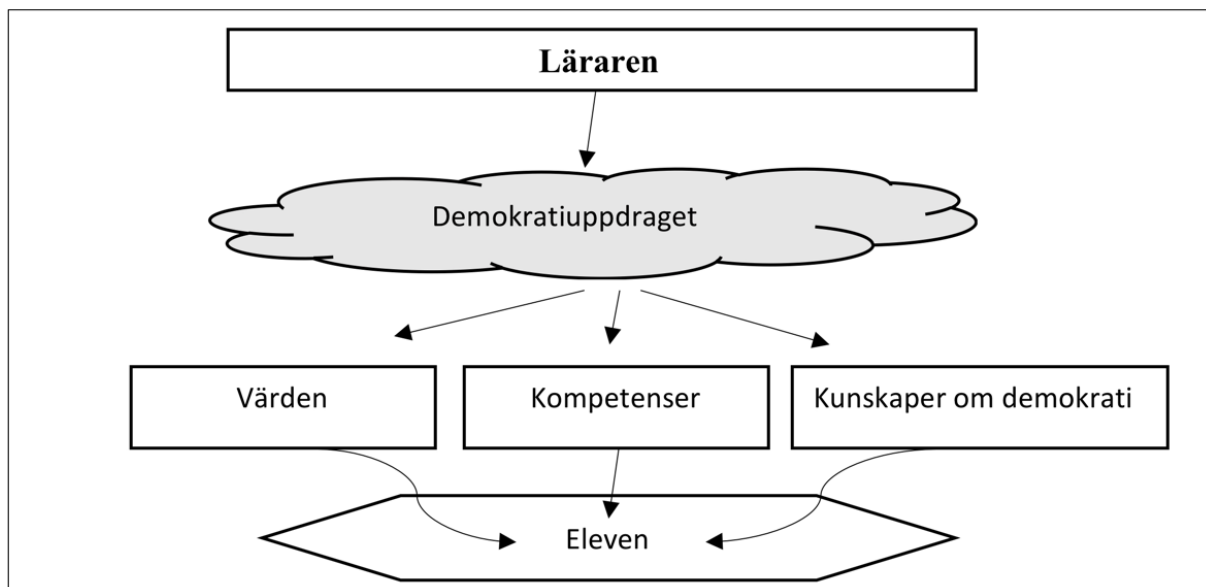 Läraren
Demokratiuppdraget
Värden
Kompetenser
Kunskaper om demokrati
Eleven